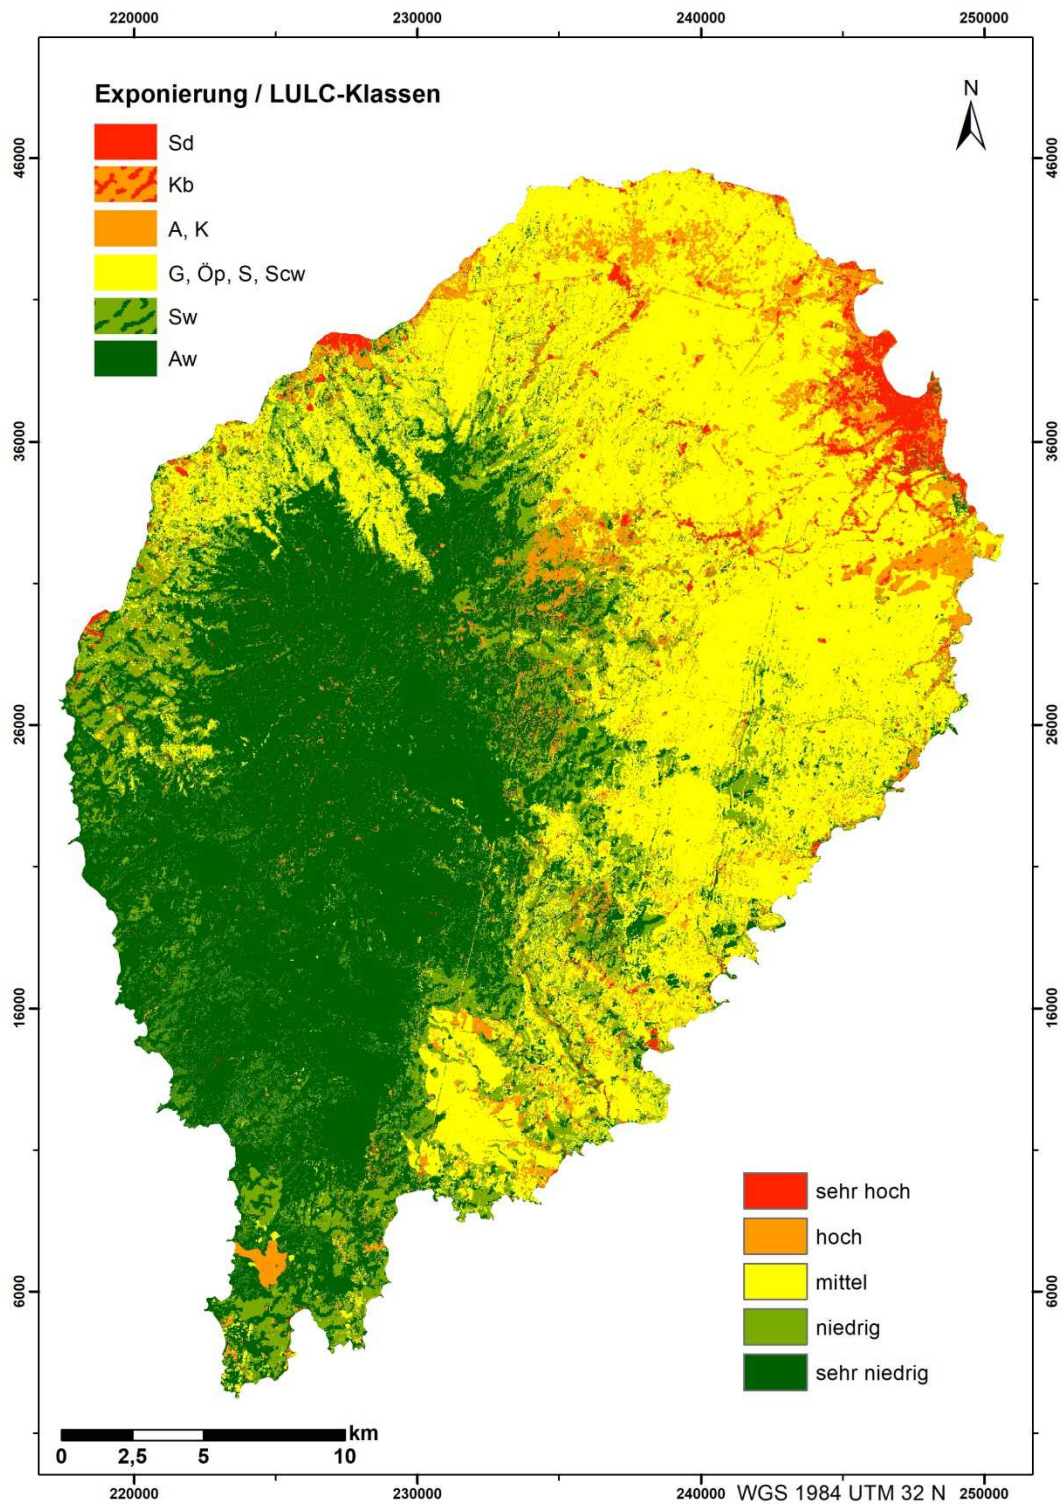 220000 230000 240000 250000
Exponierung / LULC-Klassen
N
Sd
Kb
A, K
G, Öp, S, Scw
Sw
Aw
46000 46000
36000 36000
26000 26000
16000 16000
6000 6000
sehr hoch
hoch
mittel
niedrig
sehr niedrig
km
0 2,5 5 10
220000 230000 240000 250000
WGS 1984 UTM 32 N